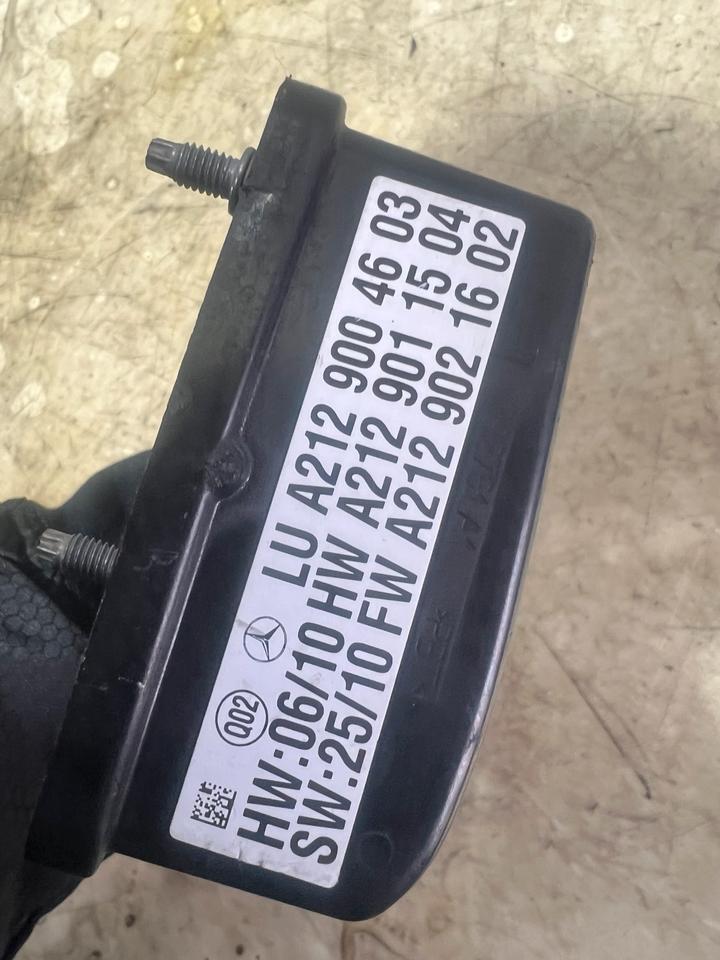 Q02 LU A212 900 46 03
HW:06/10 HW A212 901 15 04
SW:25/10 FW A212 902 16 02